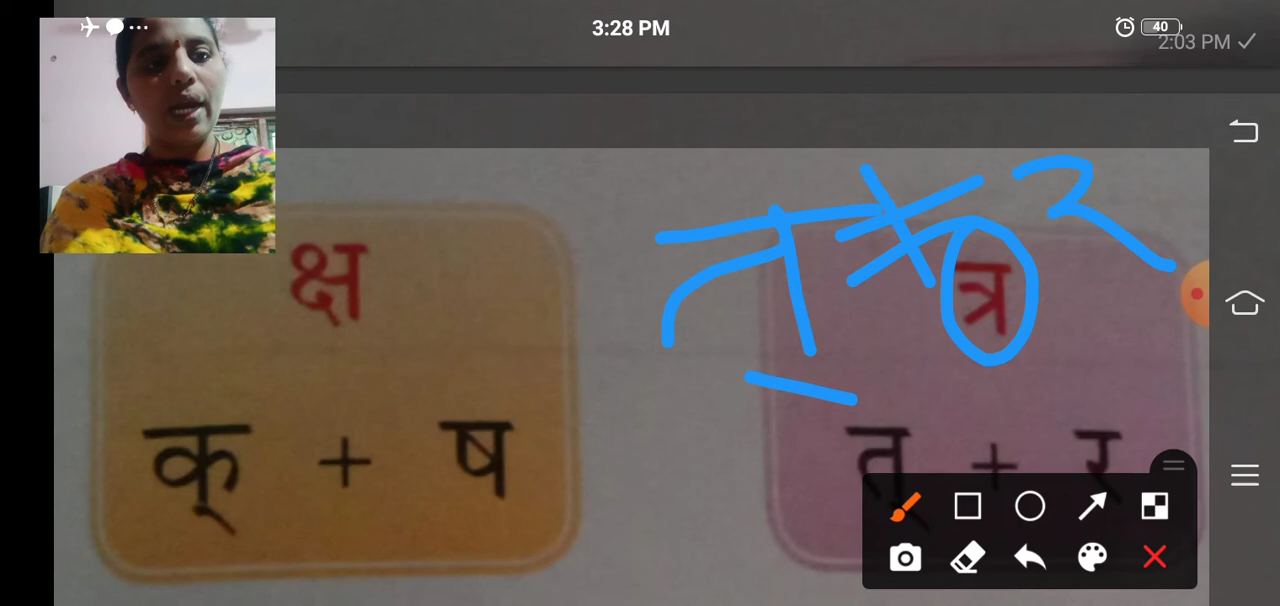 3:28 PM
40
2:03 PM
त् + र
क्ष
त्र
क् + ष
त् + र